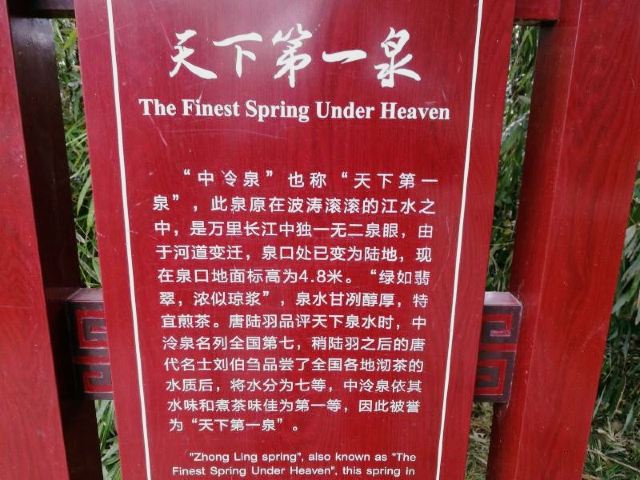 天下第一泉
The Finest Spring Under Heaven
“中冷泉”也称“天下第一
泉”，此泉原在波涛滚滚的江水之
中，是万里长江中独一无二泉眼，由
于河道变迁，泉口处已变为陆地，现
在泉口地面标高为4.8米。“绿如翡
翠，浓似琼浆”，泉水甘冽醇厚，特
宜煎茶。唐陆羽品评天下泉水时，中
泠泉名列全国第七，稍陆羽之后的唐
代名士刘伯刍品尝了全国各地沏茶的
水质后，将水分为七等，中泠泉依其
水味和煮茶味佳为第一等，因此被誉
为“天下第一泉”。
"Zhong Ling spring", also known as "The
Finest Spring Under Heaven", this spring in